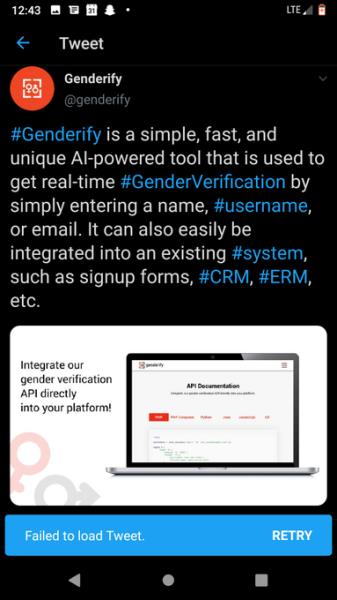 12:43
31
LTE
Tweet
Genderify
@genderify
#Genderify is a simple, fast, and
unique AI-powered tool that is used to
get real-time #GenderVerification by
simply entering a name, #username,
or email. It can also easily be
integrated into an existing #system,
such as signup forms, #CRM, #ERM,
etc.
Integrate our
gender verification
API directly
into your platform!
genderify
API Documentation
Failed to load Tweet.
RETRY